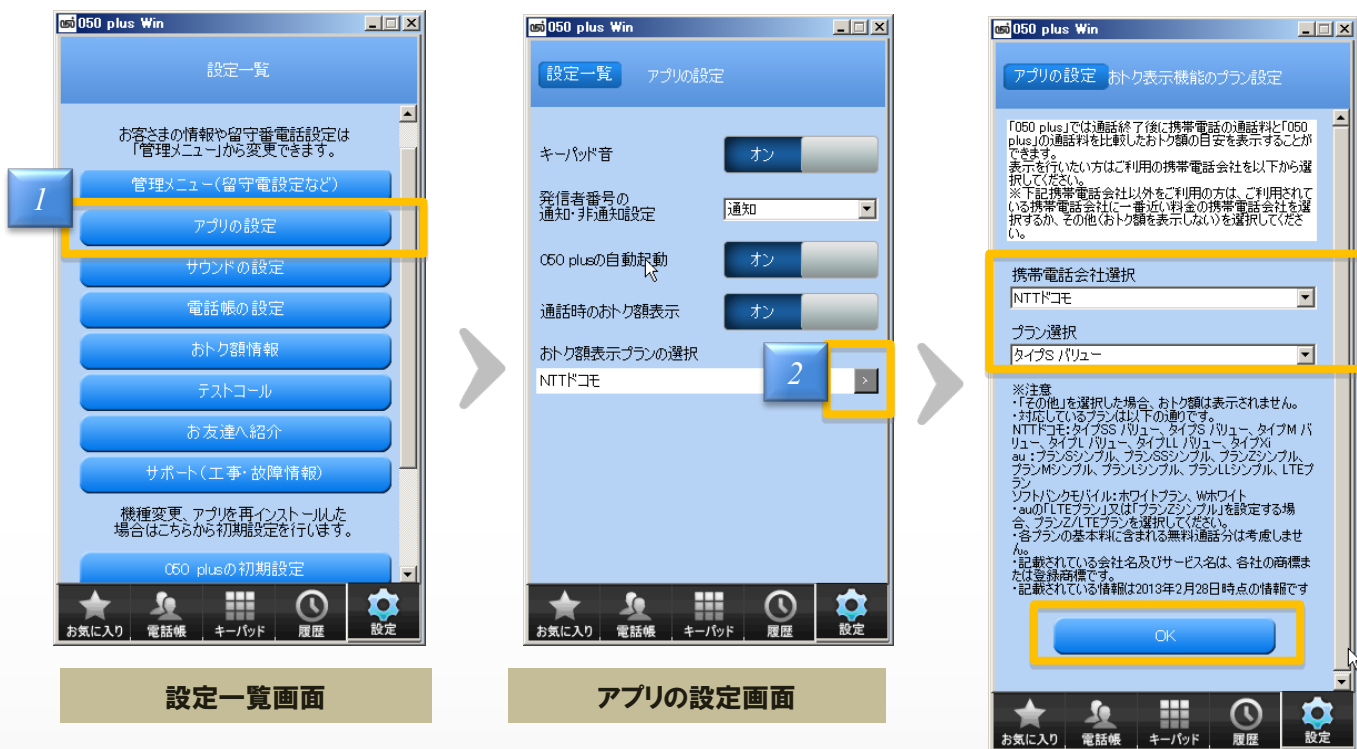 050 050 plus Win
設定一覧
お客さまの情報や留守番電話設定は
「管理メニュー」から変更できます。
管理メニュー(留守電設定など)
1
アプリの設定
サウンドの設定
電話帳の設定
おトク額情報
テストコール
お友達へ紹介
サポート(工事・故障情報)
機種変更、アプリを再インストールした
場合はこちらから初期設定を行います。
050 plusの初期設定
お気に入り 電話帳 キーパッド 履歴 設定
設定一覧画面
050 050 plus Win
設定一覧 アプリの設定
キーパッド音 オン
発信者番号の
通知・非通知設定 通知
050 plusの自動起動 オン
通話時のおトク額表示 オン
おトク額表示プランの選択
NTTドコモ 2 >
お気に入り 電話帳 キーパッド 履歴 設定
アプリの設定画面
050 050 plus Win
アプリの設定 おトク表示機能のプラン設定
「050 plus」では通話終了後に携帯電話の通話料と「050
plus」の通話料を比較したおトク額の目安を表示することが
できます。
表示を行いたい方はご利用の携帯電話会社を以下から選
択してください。
※下記携帯電話会社以外をご利用の方は、ご利用されて
いる携帯電話会社に一番近い料金の携帯電話会社を選
択するか、その他(おトク額を表示しない)を選択してくださ
い。
携帯電話会社選択
NTTドコモ
プラン選択
タイプS バリュー
※注意
・「その他」を選択した場合、おトク額は表示されません。
・対応しているプランは以下の通りです。
NTTドコモ:タイプSS バリュー、タイプS バリュー、タイプM バ
リュー、タイプL バリュー、タイプLL バリュー、タイプXi
au :プランSシンプル、プランSSシンプル、プランZシンプル、
プランMシンプル、プランLシンプル、プランLLシンプル、LTEプ
ラン
ソフトバンクモバイル:ホワイトプラン、Wホワイト
・auの「LTEプラン」又は「プランZシンプル」を設定する場
合、プランZ/LTEプランを選択してください。
・各プランの基本料に含まれる無料通話分は考慮しませ
ん。
・記載されている会社名及びサービス名は、各社の商標ま
たは登録商標です。
・記載されている情報は2013年2月28日時点の情報です
OK
お気に入り 電話帳 キーパッド 履歴 設定